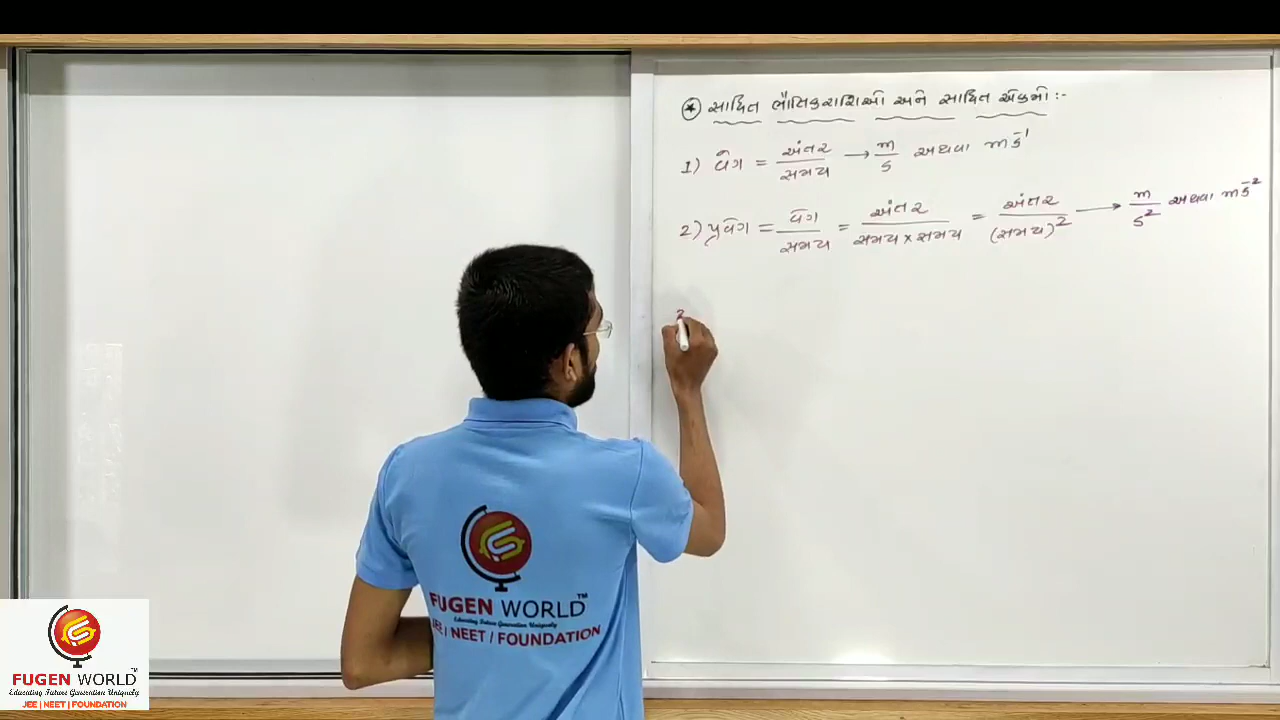 * સાધિત ભૌતિકરાશિઓ અને સાધિત એકમો :-
1) વેગ = અંતર / સમય → m/s અથવા ms⁻¹
2) પ્રવેગ = વેગ / સમય = અંતર / સમય × સમય = અંતર / (સમય)² → m/s² અથવા ms⁻²
FUGEN WORLD™
Educating Future Generation Uniquely
JEE / NEET / FOUNDATION
FUGEN WORLD™
Educating Future Generation Uniquely
JEE | NEET | FOUNDATION